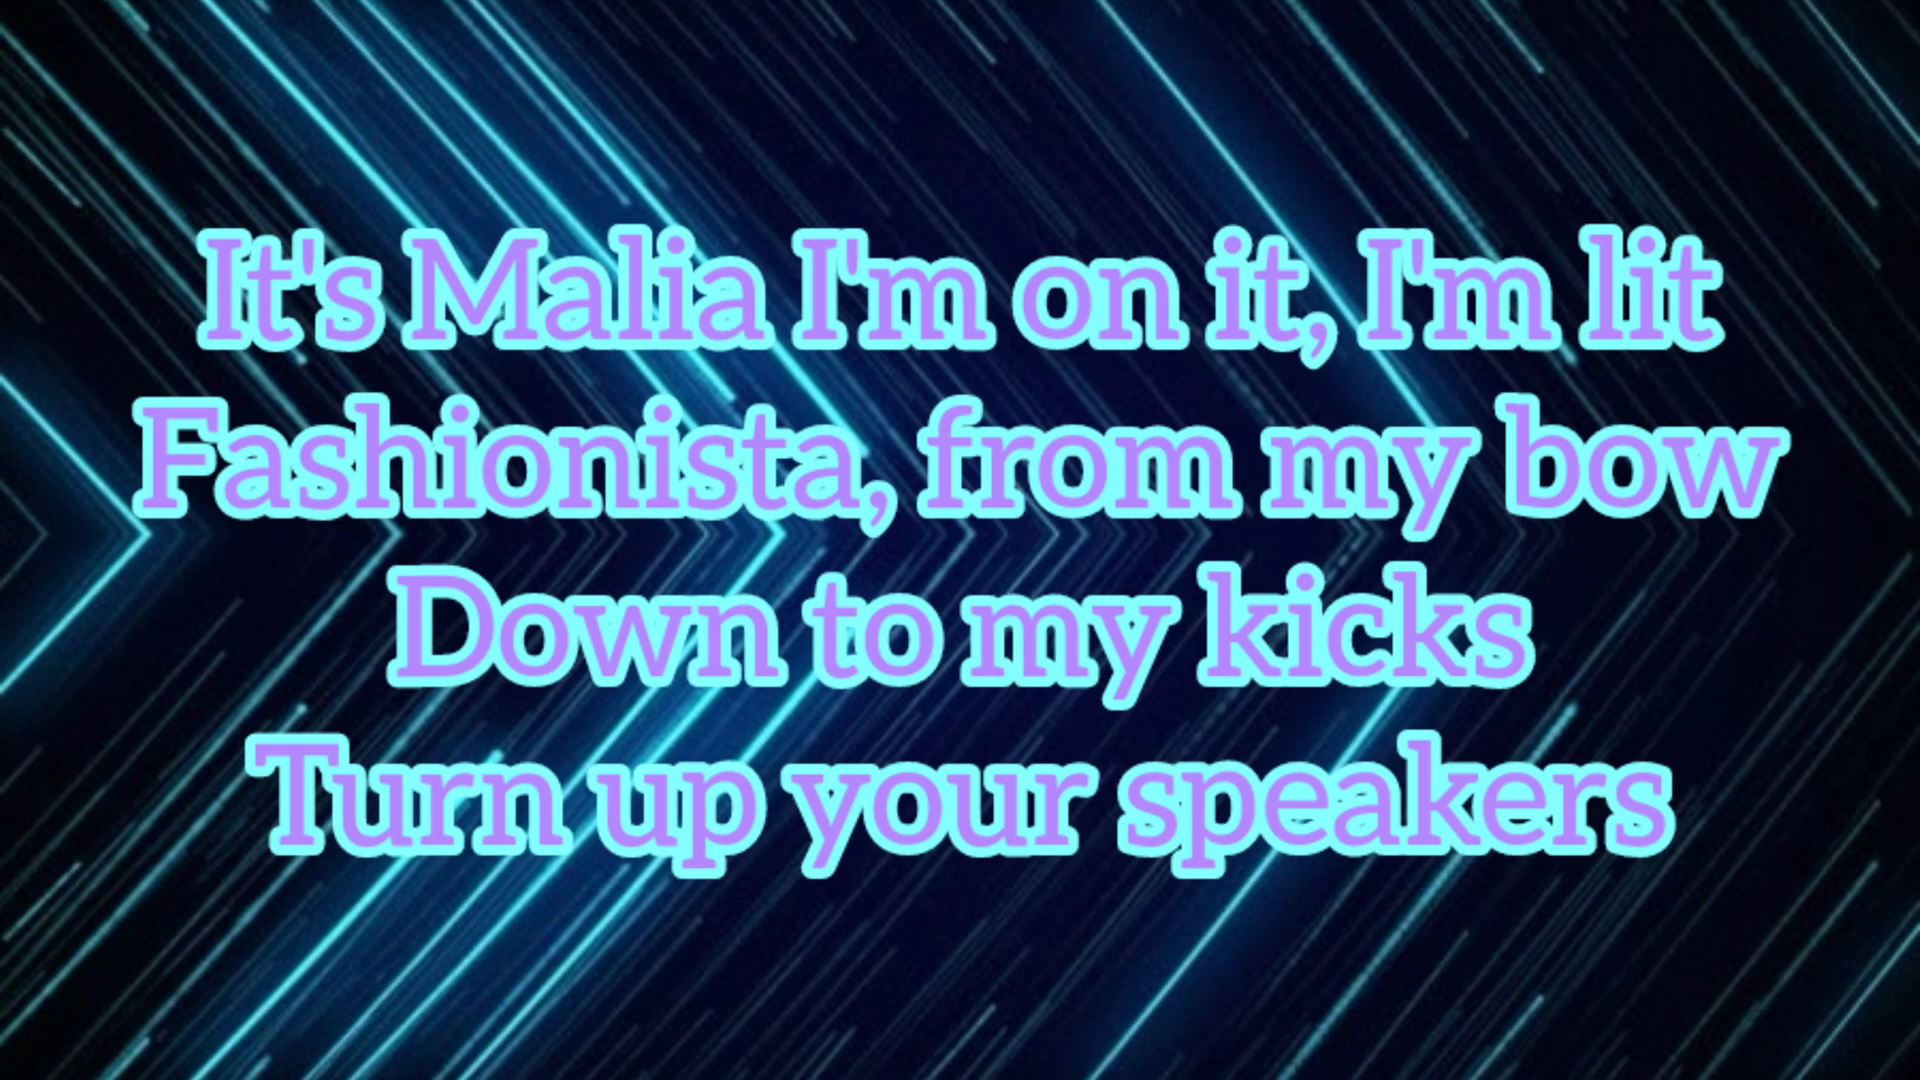 It's Malia I'm on it, I'm lit
Fashionista, from my bow
Down to my kicks
Turn up your speakers